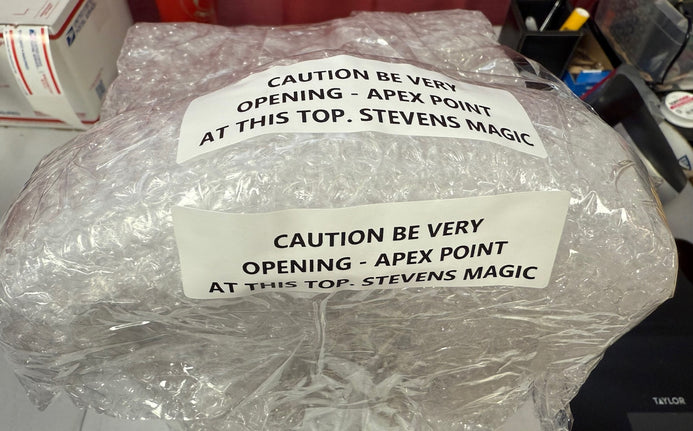 CAUTION BE VERY
OPENING - APEX POINT
AT THIS TOP. STEVENS MAGIC
CAUTION BE VERY
OPENING - APEX POINT
AT THIS TOP. STEVENS MAGIC
TAYLOR